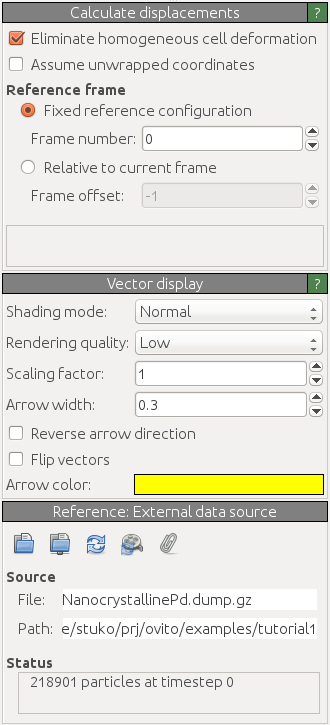 Calculate displacements ?
Eliminate homogeneous cell deformation
Assume unwrapped coordinates
Reference frame
Fixed reference configuration
Frame number: 0
Relative to current frame
Frame offset: -1
Vector display ?
Shading mode: Normal
Rendering quality: Low
Scaling factor: 1
Arrow width: 0.3
Reverse arrow direction
Flip vectors
Arrow color:
Reference: External data source
Source
File: NanocrystallinePd.dump.gz
Path: e/stuko/prj/ovito/examples/tutorial1
Status
218901 particles at timestep 0